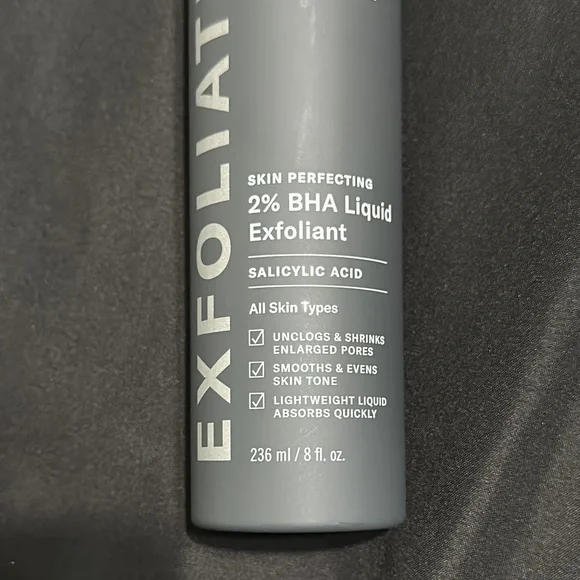 EXFOLIAT
SKIN PERFECTING
2% BHA Liquid
Exfoliant
SALICYLIC ACID
All Skin Types
UNCLOGS & SHRINKS
ENLARGED PORES
SMOOTHS & EVENS
SKIN TONE
LIGHTWEIGHT LIQUID
ABSORBS QUICKLY
236 ml / 8 fl. oz.